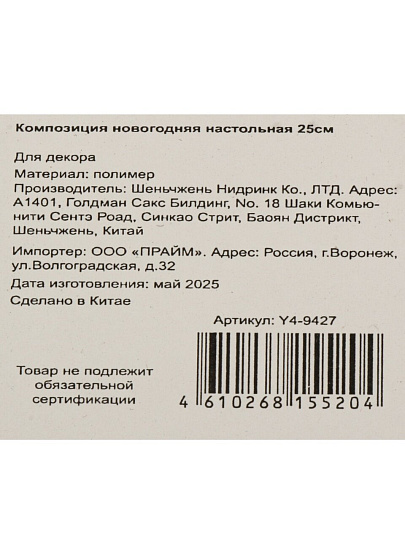 Композиция новогодняя настольная 25см
Для декора
Материал: полимер
Производитель: Шеньчжень Нидринк Ко., ЛТД. Адрес:
А1401, Голдман Сакс Билдинг, No. 18 Шаки Комью-
нити Сентэ Роад, Синкао Стрит, Баоян Дистрикт,
Шеньчжень, Китай
Импортер: ООО «ПРАЙМ». Адрес: Россия, г.Воронеж,
ул.Волгоградская, д.32
Дата изготовления: май 2025
Сделано в Китае
Артикул: Y4-9427
Товар не подлежит
обязательной
сертификации
4 610268 155204